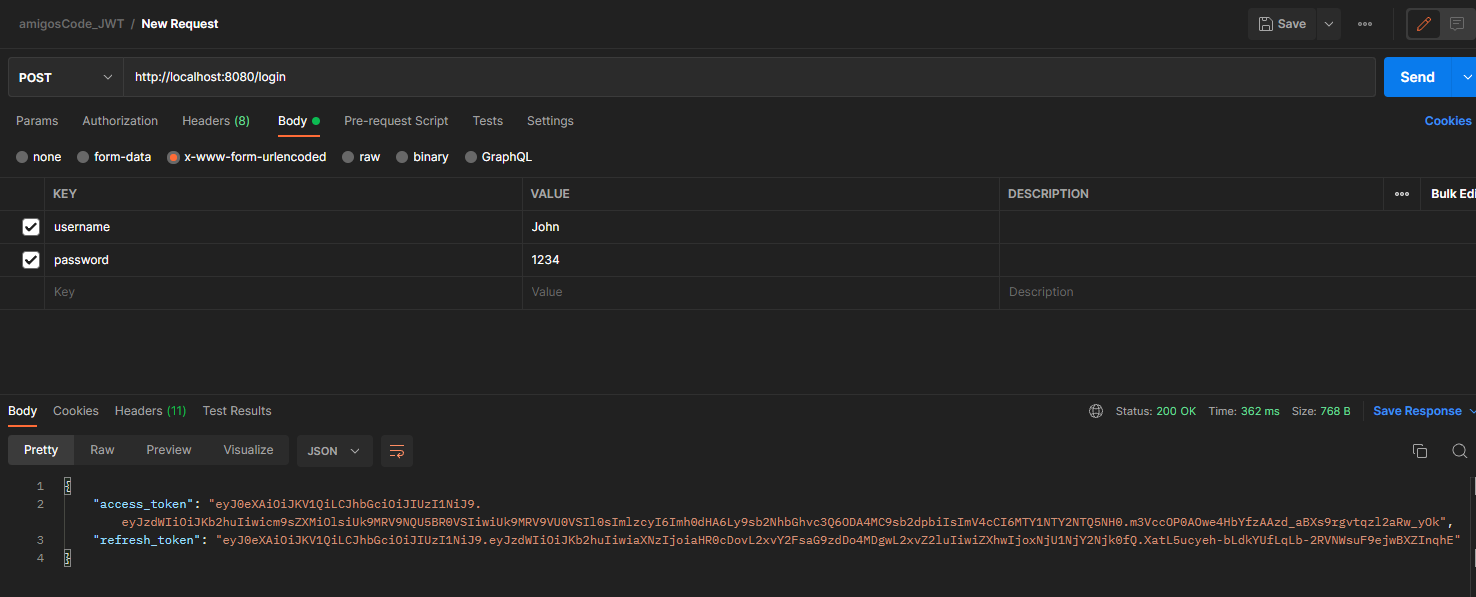 amigosCode_JWT / New Request
Save
POST http://localhost:8080/login Send
Params Authorization Headers (8) Body Pre-request Script Tests Settings Cookies
none form-data x-www-form-urlencoded raw binary GraphQL
KEY VALUE DESCRIPTION Bulk Edi
username John
password 1234
Key Value Description
Body Cookies Headers (11) Test Results Status: 200 OK Time: 362 ms Size: 768 B Save Response
Pretty Raw Preview Visualize JSON
1 {
2 "access_token": "eyJ0eXAiOiJKV1QiLCJhbGciOiJIUzI1NiJ9.
eyJzdWIiOiJKb2huIiwicm9sZXMiOlsiUk9MRV9NQU5BR0VSIiwiUk9MRV9VU0VSIl0sImlzcyI6Imh0dHA6Ly9sb2NhbGhvc3Q6ODA4MC9sb2dpbiIsImV4cCI6MTY1NTY2NTQ5NH0.m3VccOP0AOwe4HbYfzAAzd_aBXs9rgvtqzl2aRw_yOk",
3 "refresh_token": "eyJ0eXAiOiJKV1QiLCJhbGciOiJIUzI1NiJ9.eyJzdWIiOiJKb2huIiwiaXNzIjoiaHR0cDovL2xvY2FsaG9zdDo4MDgwL2xvZ2luIiwiZXhwIjoxNjU1NjY2Njk0fQ.XatL5ucyeh-bLdkYUfLqLb-2RVNWsuF9ejwBXZInqhE"
4 }